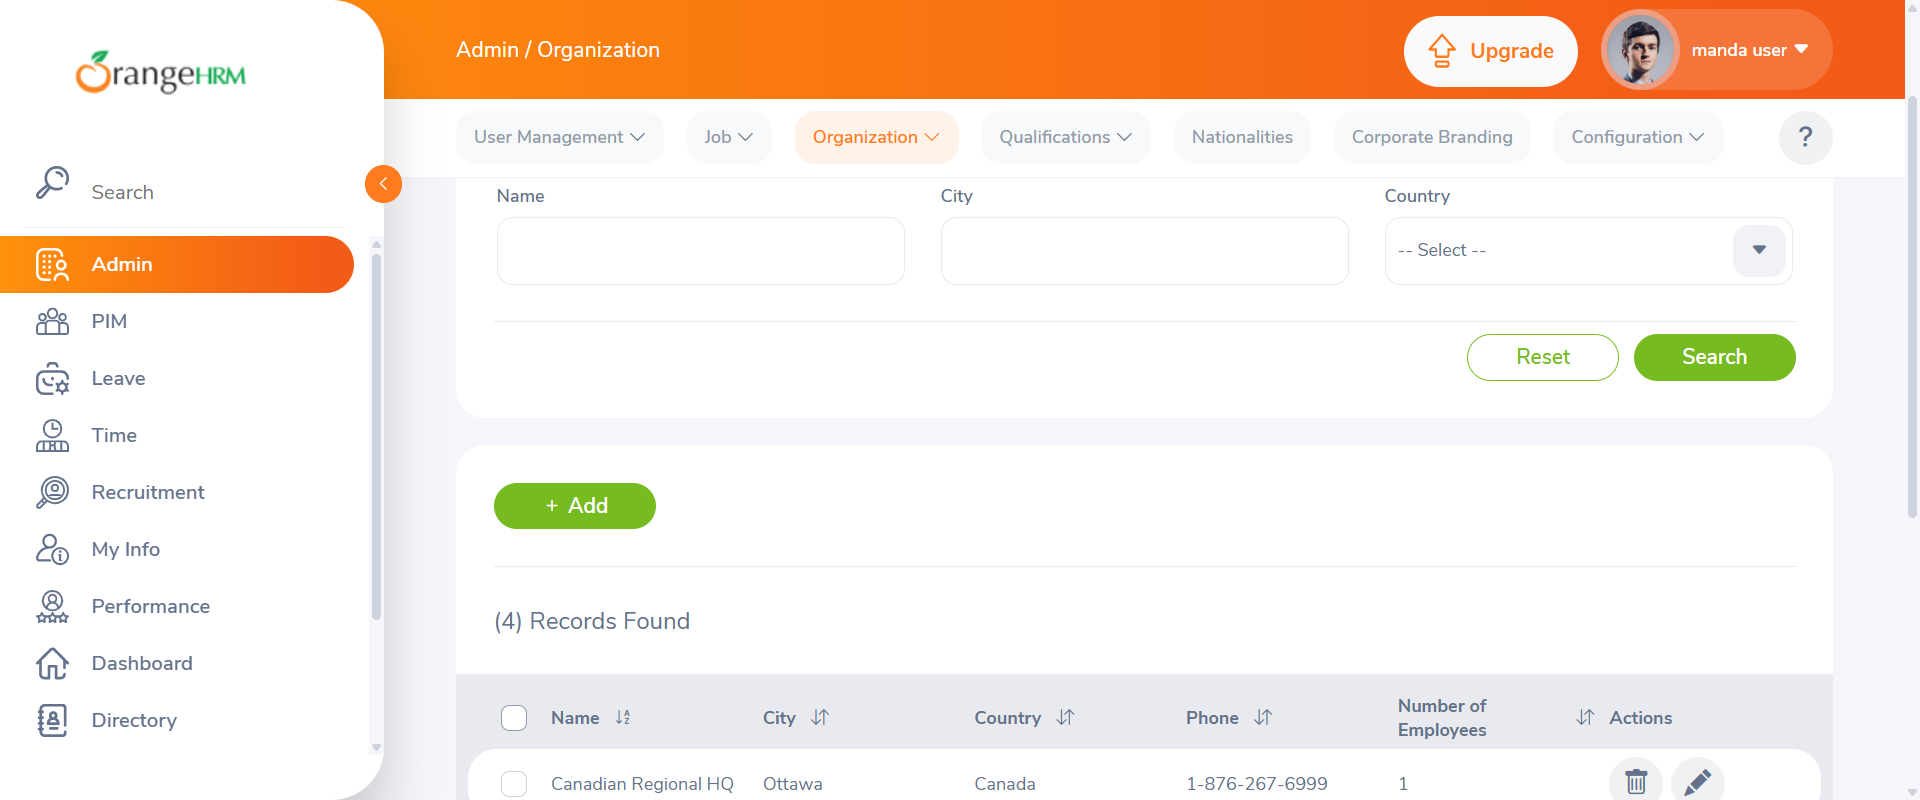 OrangeHRM
Admin / Organization
Upgrade
manda user
User Management
Job
Organization
Qualifications
Nationalities
Corporate Branding
Configuration
?
Search
Admin
PIM
Leave
Time
Recruitment
My Info
Performance
Dashboard
Directory
Name
City
Country
-- Select --
Reset
Search
+ Add
(4) Records Found
Name
City
Country
Phone
Number of
Employees
Actions
Canadian Regional HQ
Ottawa
Canada
1-876-267-6999
1